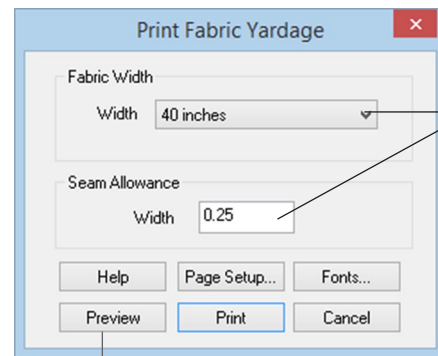 Print Fabric Yardage
Fabric Width
Width 40 inches
Seam Allowance
Width 0.25
Help Page Setup... Fonts...
Preview Print Cancel